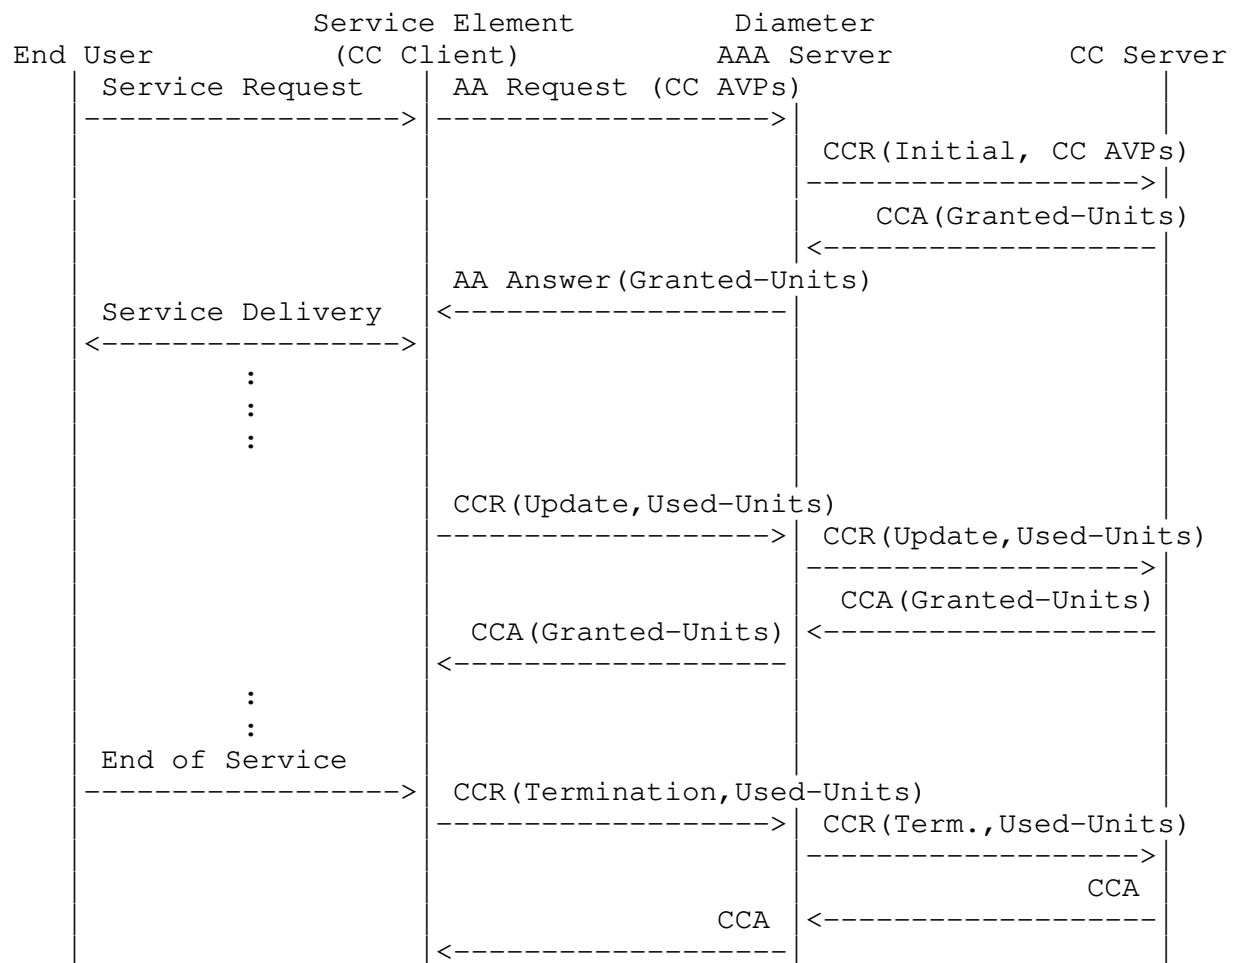 Service Element Diameter
End User (CC Client) AAA Server CC Server
Service Request AA Request (CC AVPs)
CCR(Initial, CC AVPs)
CCA(Granted-Units)
AA Answer(Granted-Units)
Service Delivery
:
:
:
CCR(Update,Used-Units)
CCR(Update,Used-Units)
CCA(Granted-Units)
CCA(Granted-Units)
:
:
End of Service
CCR(Termination,Used-Units)
CCR(Term.,Used-Units)
CCA
CCA